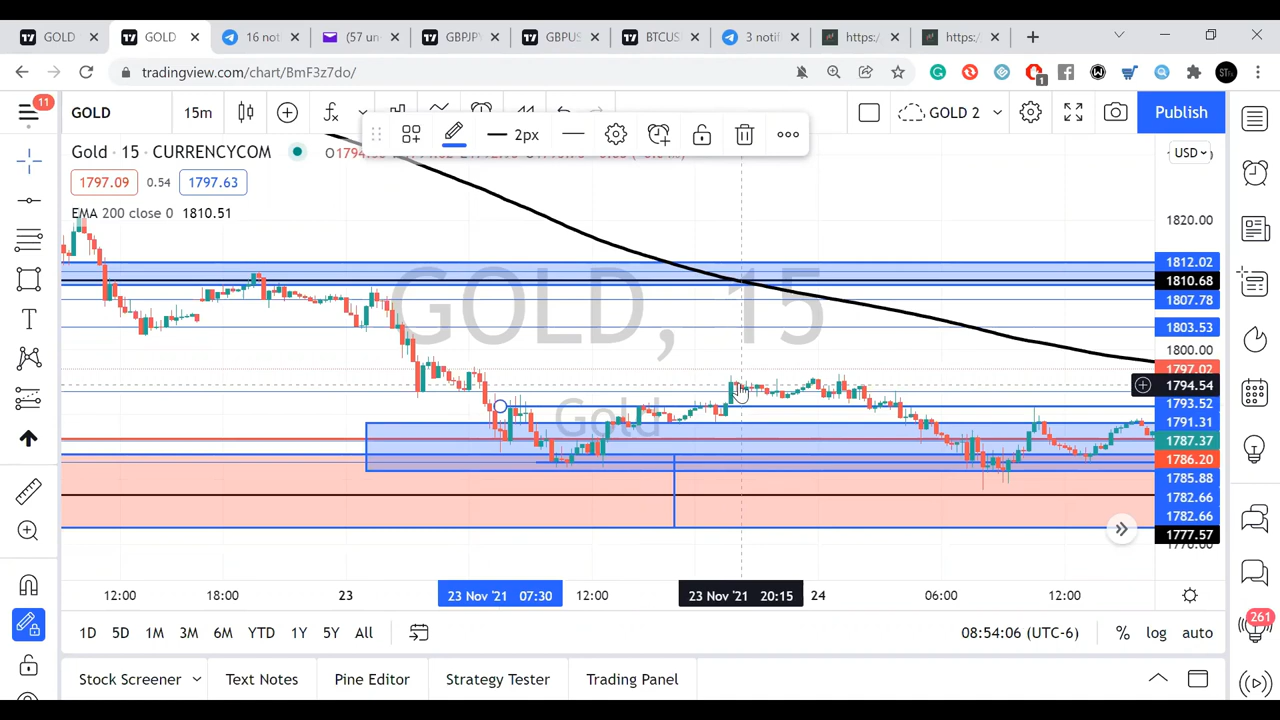 GOLD
GOLD
16 not
(57 un
GBPJP
GBPUS
BTCUS
3 notif
https:/
https:/
tradingview.com/chart/BmF3z7do/
1
11
GOLD
15m
GOLD 2
Publish
2px
Gold · 15 · CURRENCYCOM
USD
1797.09
0.54
1797.63
EMA 200 close 0 1810.51
1820.00
1812.02
1810.68
1807.78
1803.53
1800.00
1797.02
1794.54
1793.52
1791.31
1787.37
1786.20
1785.88
1782.66
1782.66
1777.57
1770.00
GOLD, 15
Gold
12:00
18:00
23
23 Nov '21 07:30
12:00
23 Nov '21 20:15
24
06:00
12:00
1D
5D
1M
3M
6M
YTD
1Y
5Y
All
08:54:06 (UTC-6)
%
log
auto
261
Stock Screener
Text Notes
Pine Editor
Strategy Tester
Trading Panel